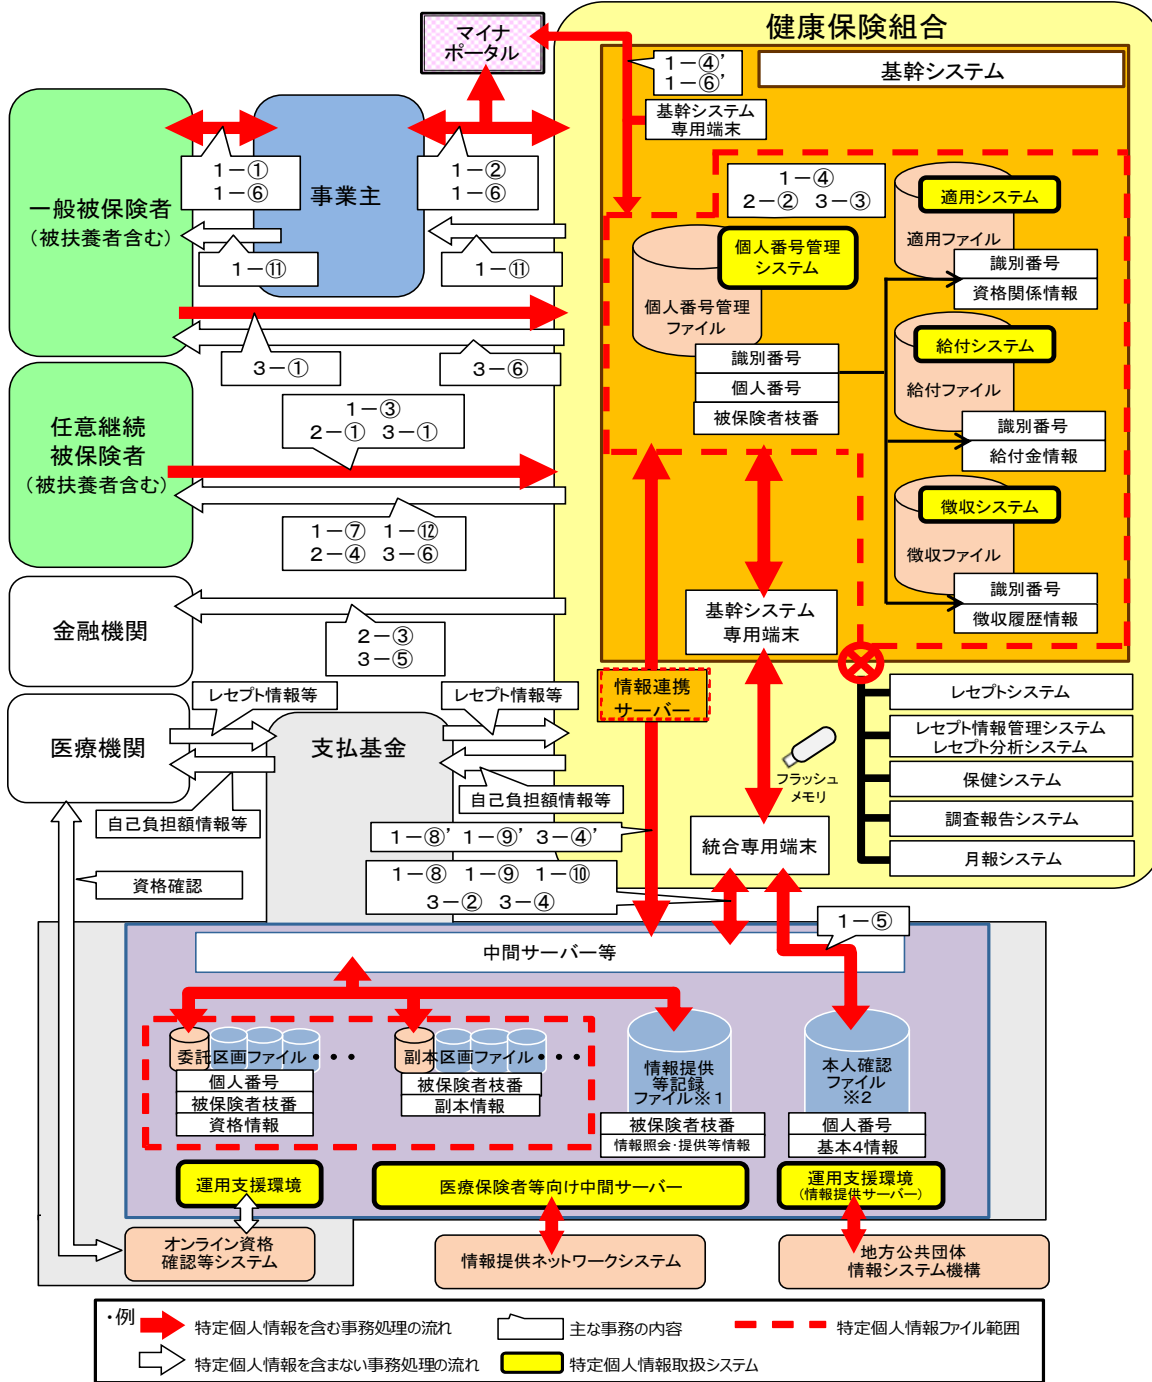 健康保険組合
マイナ
ポータル
基幹システム
1－④’
1－⑥’
基幹システム
専用端末
1－①
1－⑥
1－②
1－⑥
一般被保険者
（被扶養者含む）
事業主
1－⑪
1－⑪
1－④
2－② 3－③
適用システム
適用ファイル
識別番号
資格関係情報
個人番号管理
システム
個人番号管理
ファイル
識別番号
個人番号
被保険者枝番
給付システム
給付ファイル
識別番号
給付金情報
徴収システム
徴収ファイル
識別番号
徴収履歴情報
3－①
3－⑥
任意継続
被保険者
（被扶養者含む）
1－③
2－① 3－①
1－⑦ 1－⑫
2－④ 3－⑥
金融機関
2－③
3－⑤
基幹システム
専用端末
情報連携
サーバー
レセプト情報等
レセプト情報等
医療機関
支払基金
自己負担額情報等
自己負担額情報等
フラッシュ
メモリ
レセプトシステム
レセプト情報管理システム
レセプト分析システム
保健システム
調査報告システム
月報システム
統合専用端末
1－⑧’ 1－⑨’ 3－④’
1－⑧ 1－⑨ 1－⑩
3－② 3－④
資格確認
1－⑤
中間サーバー等
委託区画ファイル・・・
個人番号
被保険者枝番
資格情報
副本区画ファイル・・・
被保険者枝番
副本情報
情報提供
等記録
ファイル※1
被保険者枝番
情報照会・提供等情報
本人確認
ファイル
※2
個人番号
基本4情報
運用支援環境
医療保険者等向け中間サーバー
運用支援環境
（情報提供サーバー）
オンライン資格
確認等システム
情報提供ネットワークシステム
地方公共団体
情報システム機構
・例
特定個人情報を含む事務処理の流れ
主な事務の内容
特定個人情報ファイル範囲
特定個人情報を含まない事務処理の流れ
特定個人情報取扱システム